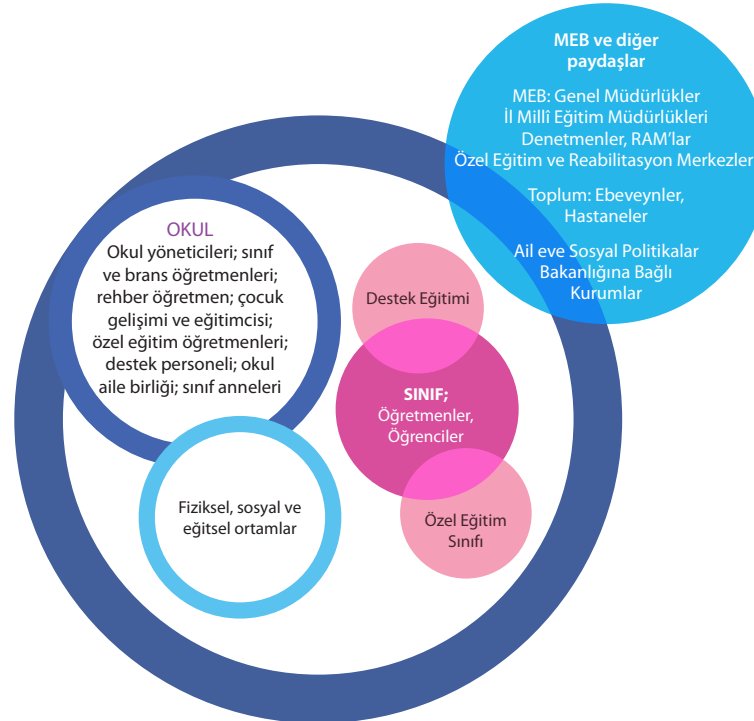 MEB ve diğer
paydaşlar
MEB: Genel Müdürlükler
İl Millî Eğitim Müdürlükleri
Denetmenler, RAM'lar
Özel Eğitim ve Reabilitasyon Merkezler
Toplum: Ebeveynler,
Hastaneler
Ail eve Sosyal Politikalar
Bakanlığına Bağlı
Kurumlar
OKUL
Okul yöneticileri; sınıf
ve brans öğretmenleri;
rehber öğretmen; çocuk
gelişimi ve eğitimcisi;
özel eğitim öğretmenleri;
destek personeli; okul
aile birliği; sınıf anneleri
Destek Eğitimi
SINIF;
Öğretmenler,
Öğrenciler
Özel Eğitim
Sınıfı
Fiziksel, sosyal ve
eğitsel ortamlar